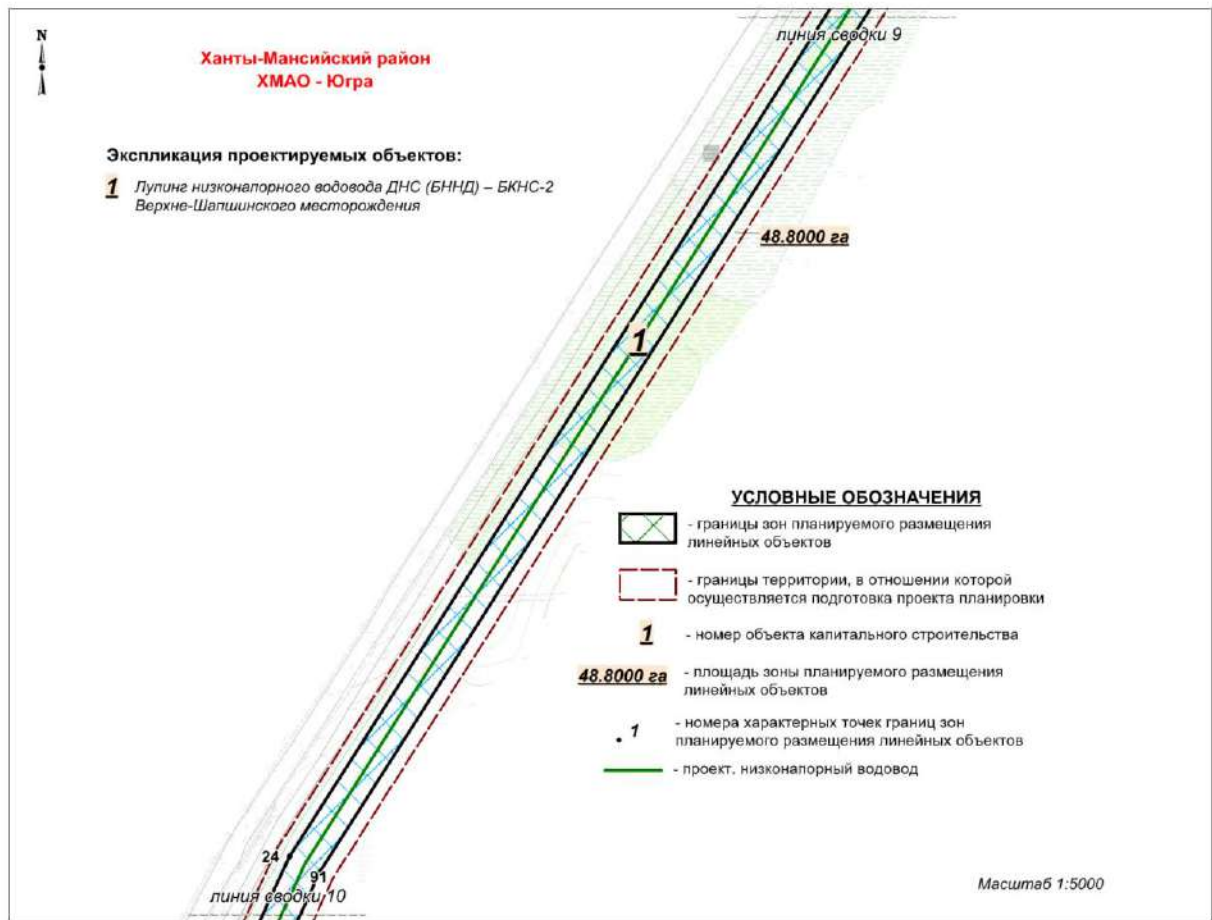 N
линия сводки 9
Ханты-Мансийский район
ХМАО - Югра
Экспликация проектируемых объектов:
1 Лупинг низконапорного водовода ДНС (БННД) – БКНС-2
Верхне-Шапшинского месторождения
48.8000 га
1
УСЛОВНЫЕ ОБОЗНАЧЕНИЯ
- границы зон планируемого размещения
линейных объектов
- границы территории, в отношении которой
осуществляется подготовка проекта планировки
1 - номер объекта капитального строительства
48.8000 га - площадь зоны планируемого размещения
линейных объектов
1 - номера характерных точек границ зон
планируемого размещения линейных объектов
- проект. низконапорный водовод
24
91
линия сводки 10
Масштаб 1:5000